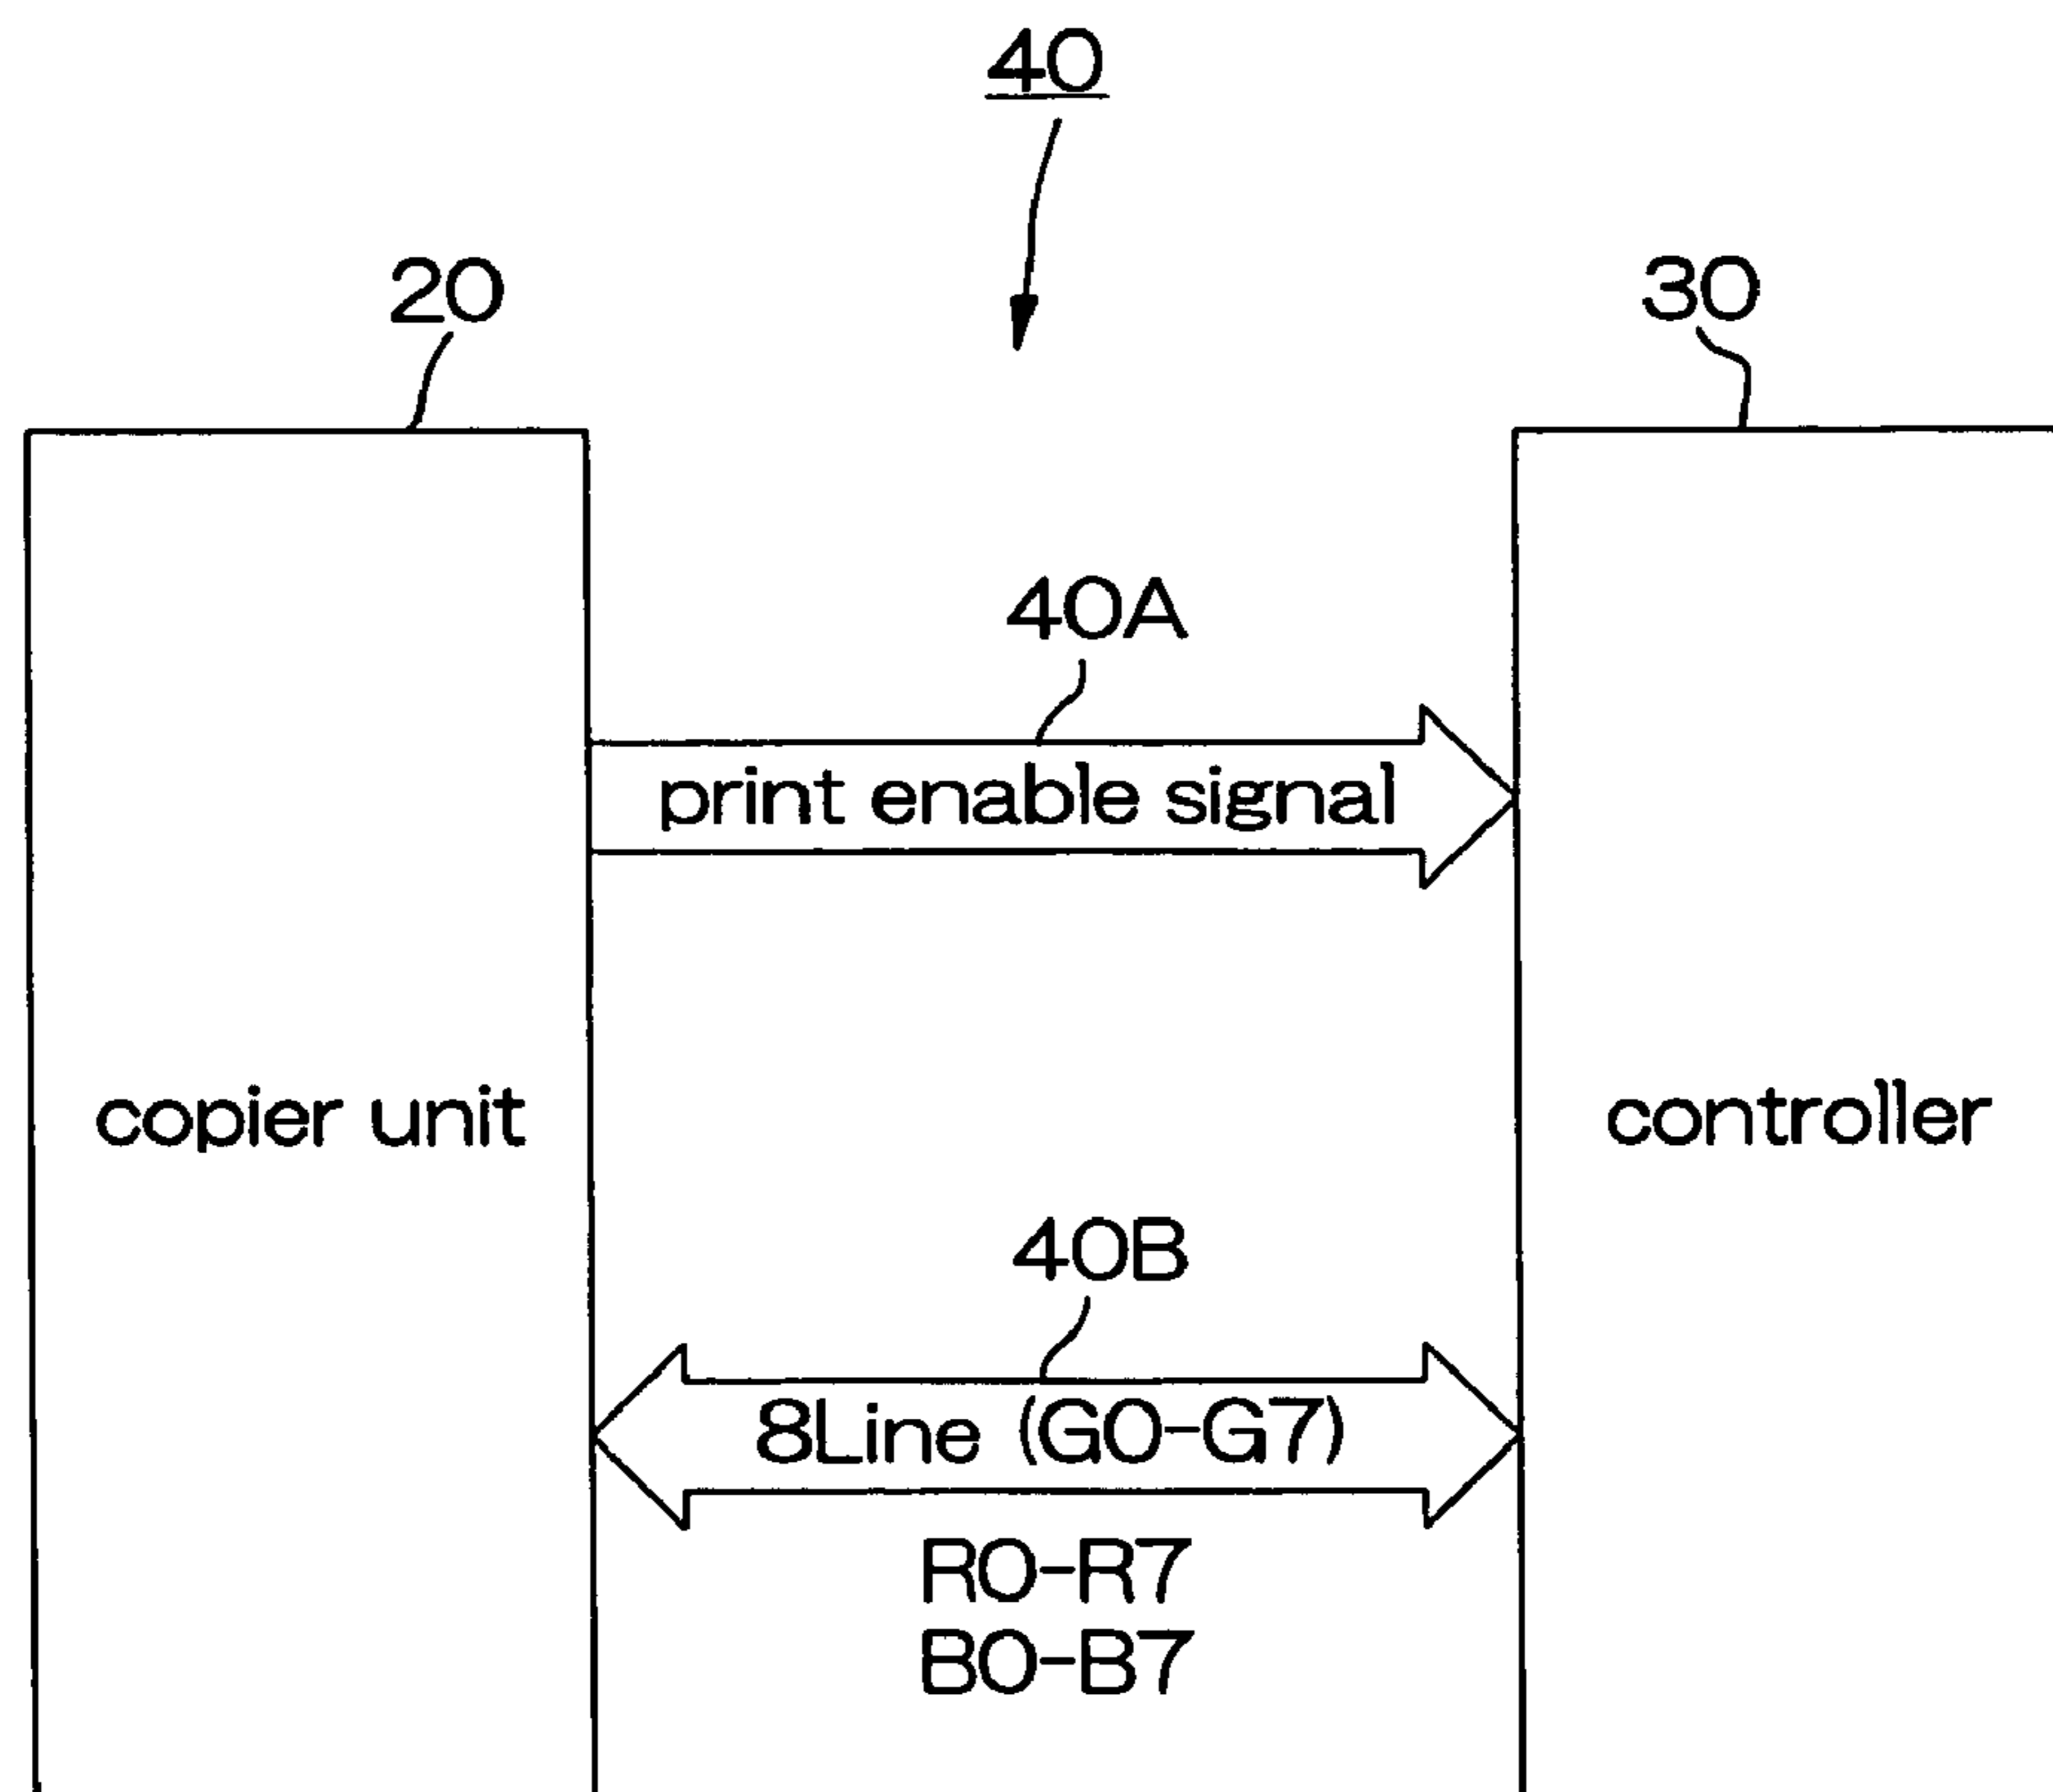 40
20
30
40A
print enable signal
copier unit
controller
40B
8Line (G0-G7)
R0-R7
B0-B7